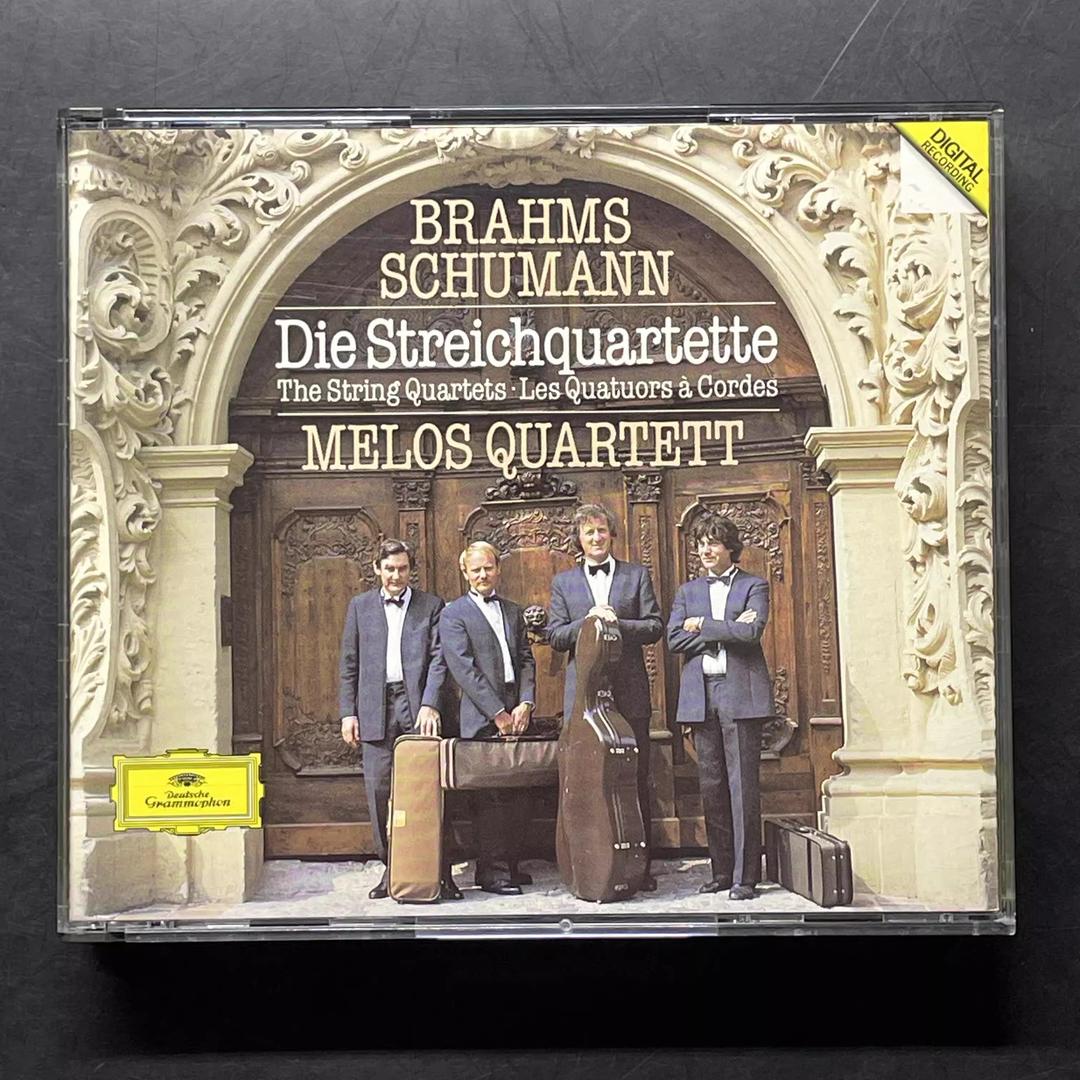 DIGITAL
RECORDING
BRAHMS
SCHUMANN
Die Streichquartette
The String Quartets · Les Quatuors à Cordes
MELOS QUARTETT
Deutsche
Grammophon